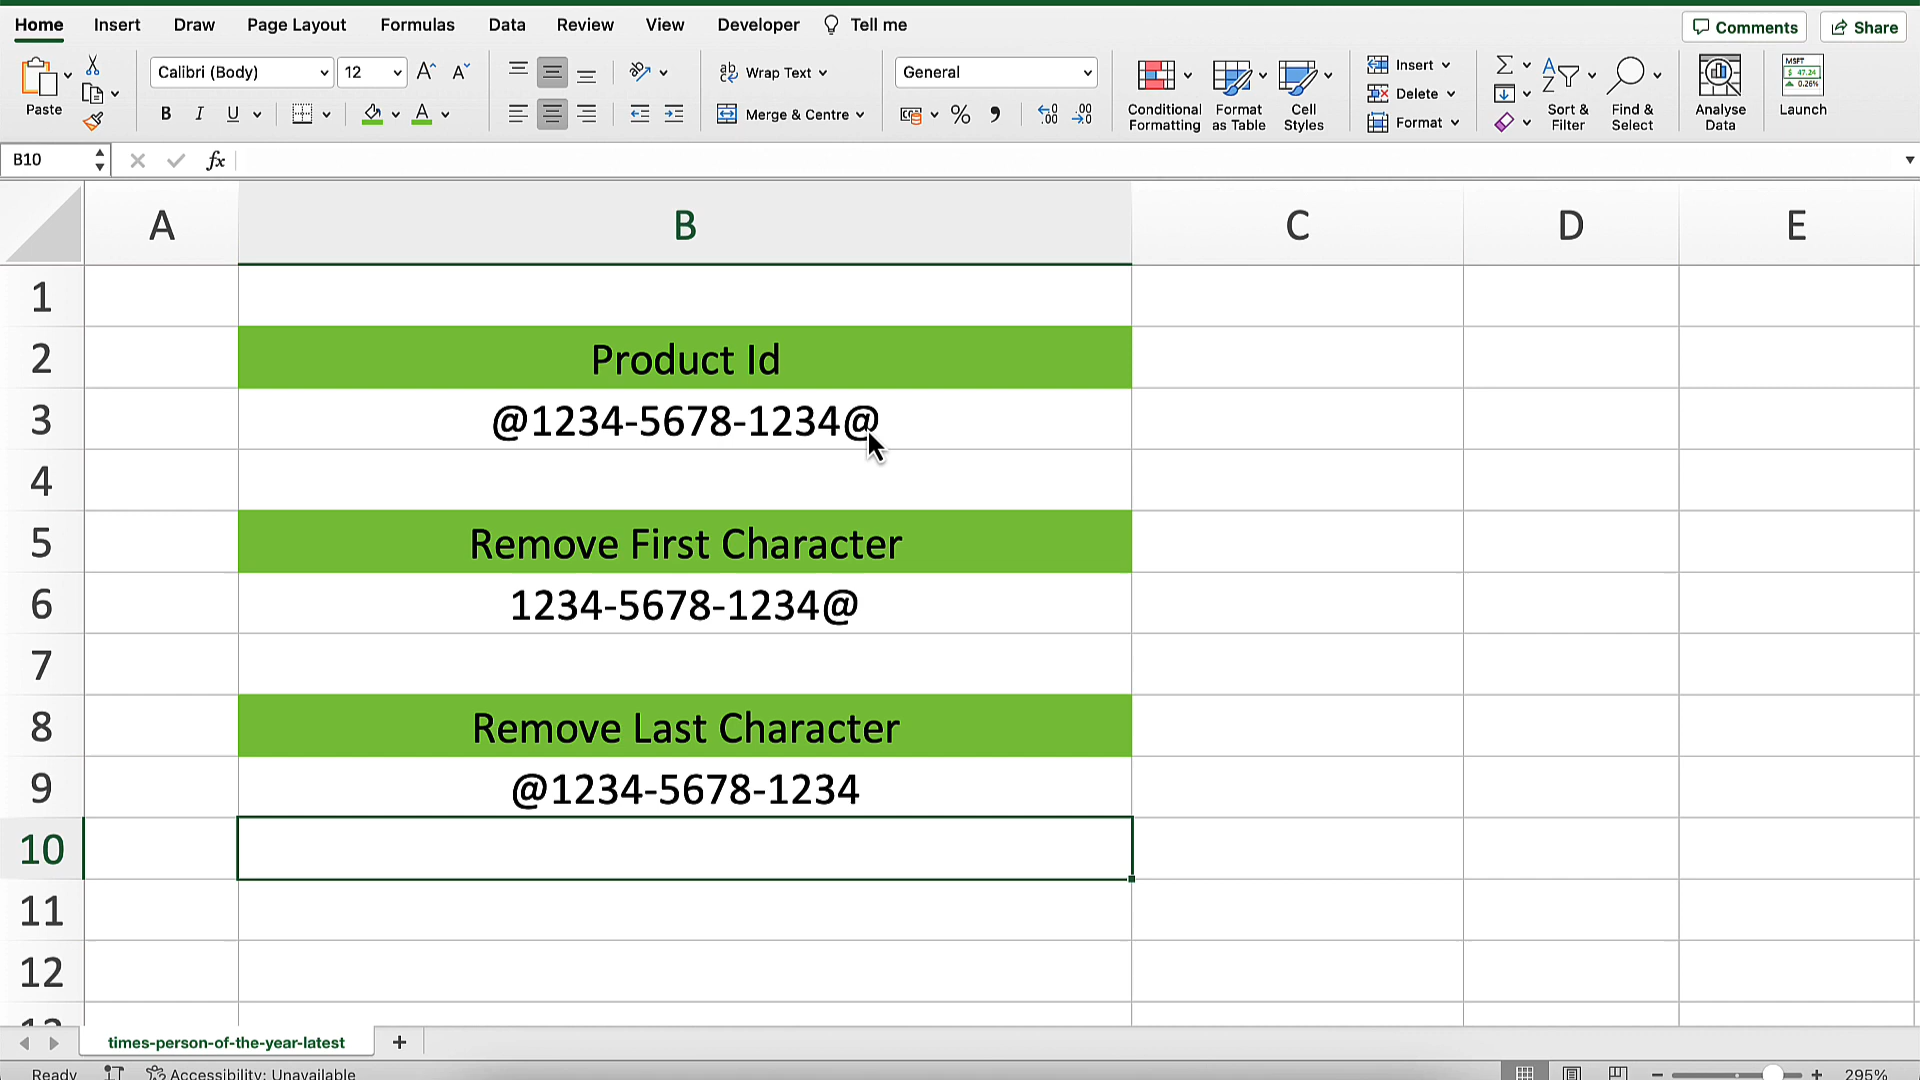 Home Insert Draw Page Layout Formulas Data Review View Developer Tell me Comments Share
Paste Calibri (Body) 12 A A Wrap Text General Conditional Formatting Format as Table Cell Styles Insert Sort & Filter Find & Select Analyse Data Launch
B I U A Merge & Centre % Delete
Format
B10 fx
A B C D E
1
2 Product Id
3 @1234-5678-1234@
4
5 Remove First Character
6 1234-5678-1234@
7
8 Remove Last Character
9 @1234-5678-1234
10
11
12
13
times-person-of-the-year-latest +
Ready Accessibility: Unavailable 295%